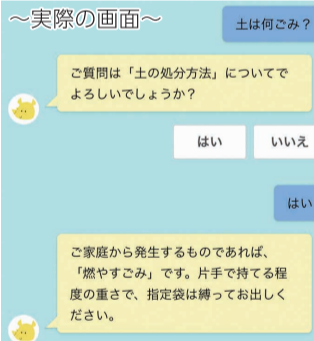 ～実際の画面～
土は何ごみ？
ご質問は「土の処分方法」についてで
よろしいでしょうか？
はい
いいえ
はい
ご家庭から発生するものであれば、
「燃やすごみ」です。片手で持てる程
度の重さで、指定袋は縛ってお出しく
ださい。